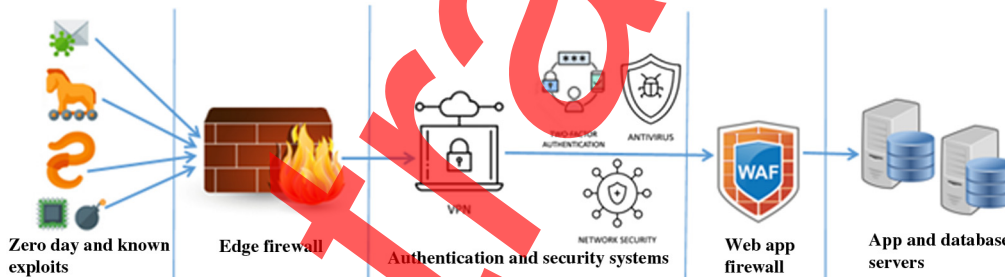 TWO-FACTOR
AUTHENTICATION
ANTIVIRUS
WAF
VPN
NETWORK SECURITY
Zero day and known
exploits
Edge firewall
Authentication and security systems
Web app
firewall
App and database
servers